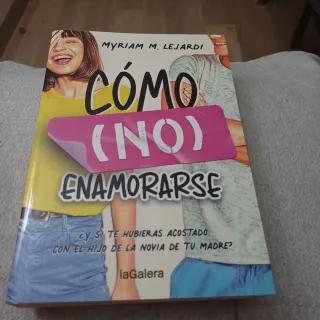 MYRIAM M. LEJARDI
CÓMO
(NO)
ENAMORARSE
¿Y SI TE HUBIERAS ACOSTADO
CON EL HIJO DE LA NOVIA DE TU MADRE?
laGalera